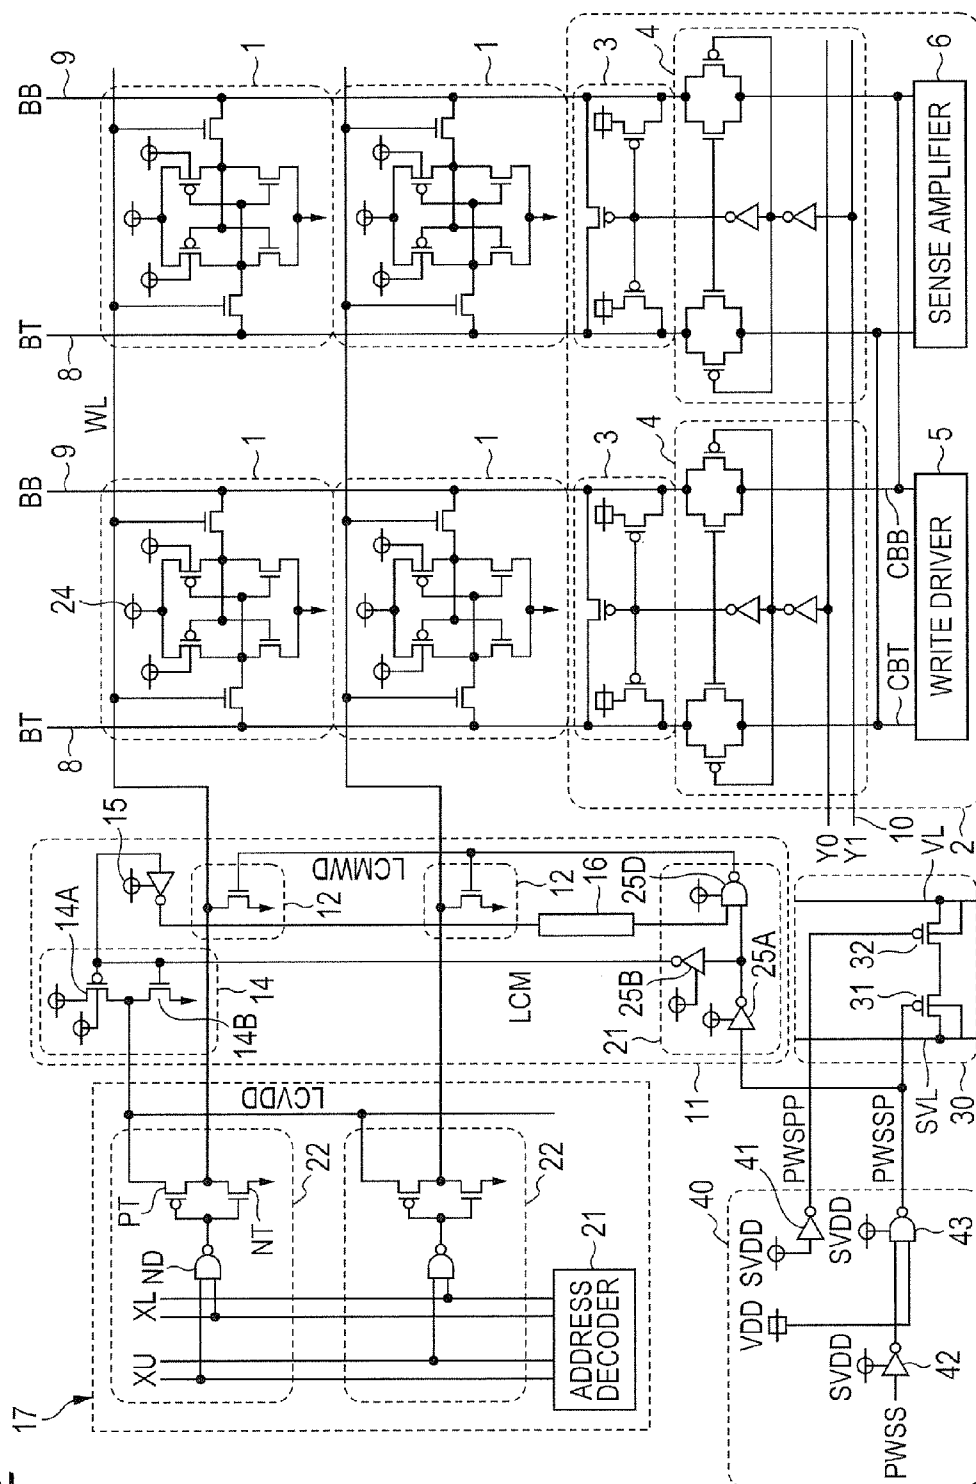 BT
BB
BT
BB
8
9
8
9
WL
24
1
1
1
1
15
14A
14
14B
12
12
LCMWD
LCM
16
25D
25B
25A
21
11
3
4
3
4
2
Y0
Y1
10
CBT
CBB
WRITE DRIVER
5
SENSE AMPLIFIER
6
17
LCVDD
PT
ND
NT
22
22
XU
XL
ADDRESS
DECODER
21
VL
32
31
SVL
30
PWSPP
PWSSP
40
41
SVDD
SVDD
43
VDD
SVDD
42
PWSS